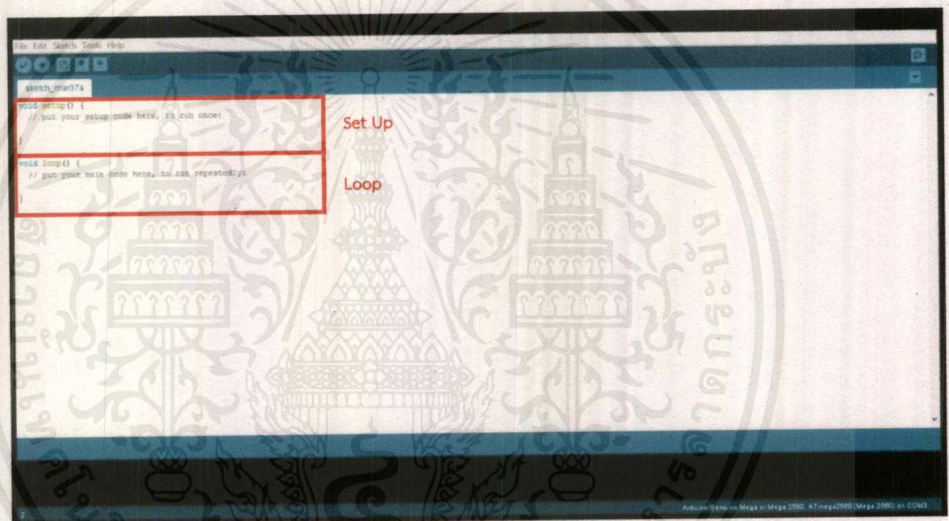 File Edit Sketch Tools Help
sketch_mar07a
void setup() {
// put your setup code here, to run once:
}
Set Up
void loop() {
// put your main code here, to run repeatedly:
}
Loop
3
Arduino/Genuino Mega or Mega 2560, ATmega2560 (Mega 2560) on COM3